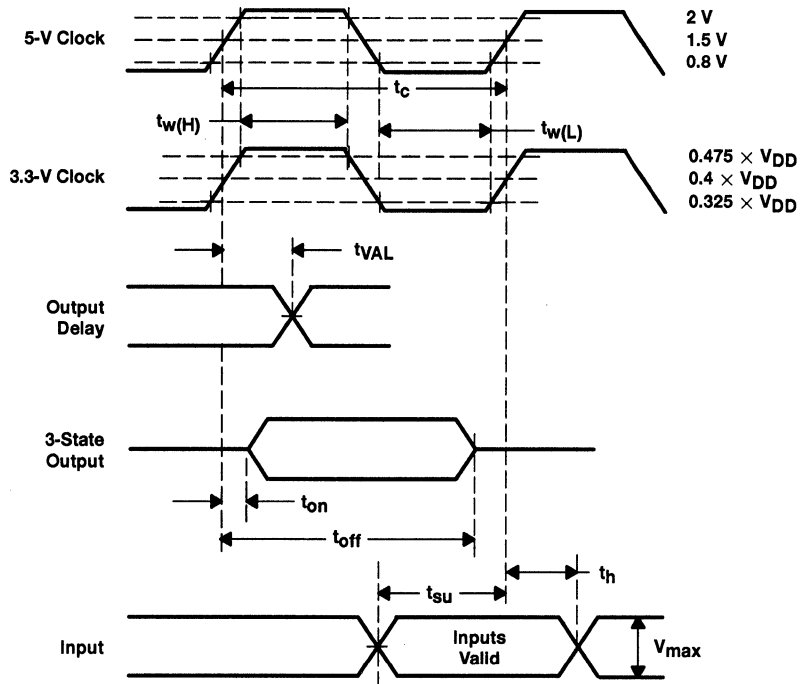 5-V Clock
2 V
1.5 V
0.8 V
tc
tw(H)
tw(L)
3.3-V Clock
0.475 × VDD
0.4 × VDD
0.325 × VDD
tVAL
Output
Delay
3-State
Output
ton
toff
th
tsu
Input
Inputs
Valid
Vmax